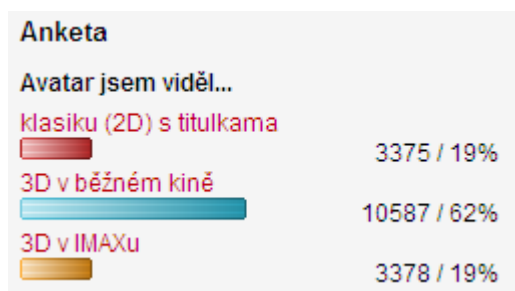 Anketa
Avatar jsem viděl...
klasiku (2D) s titulkama
3375 / 19%
3D v běžném kině
10587 / 62%
3D v IMAXu
3378 / 19%